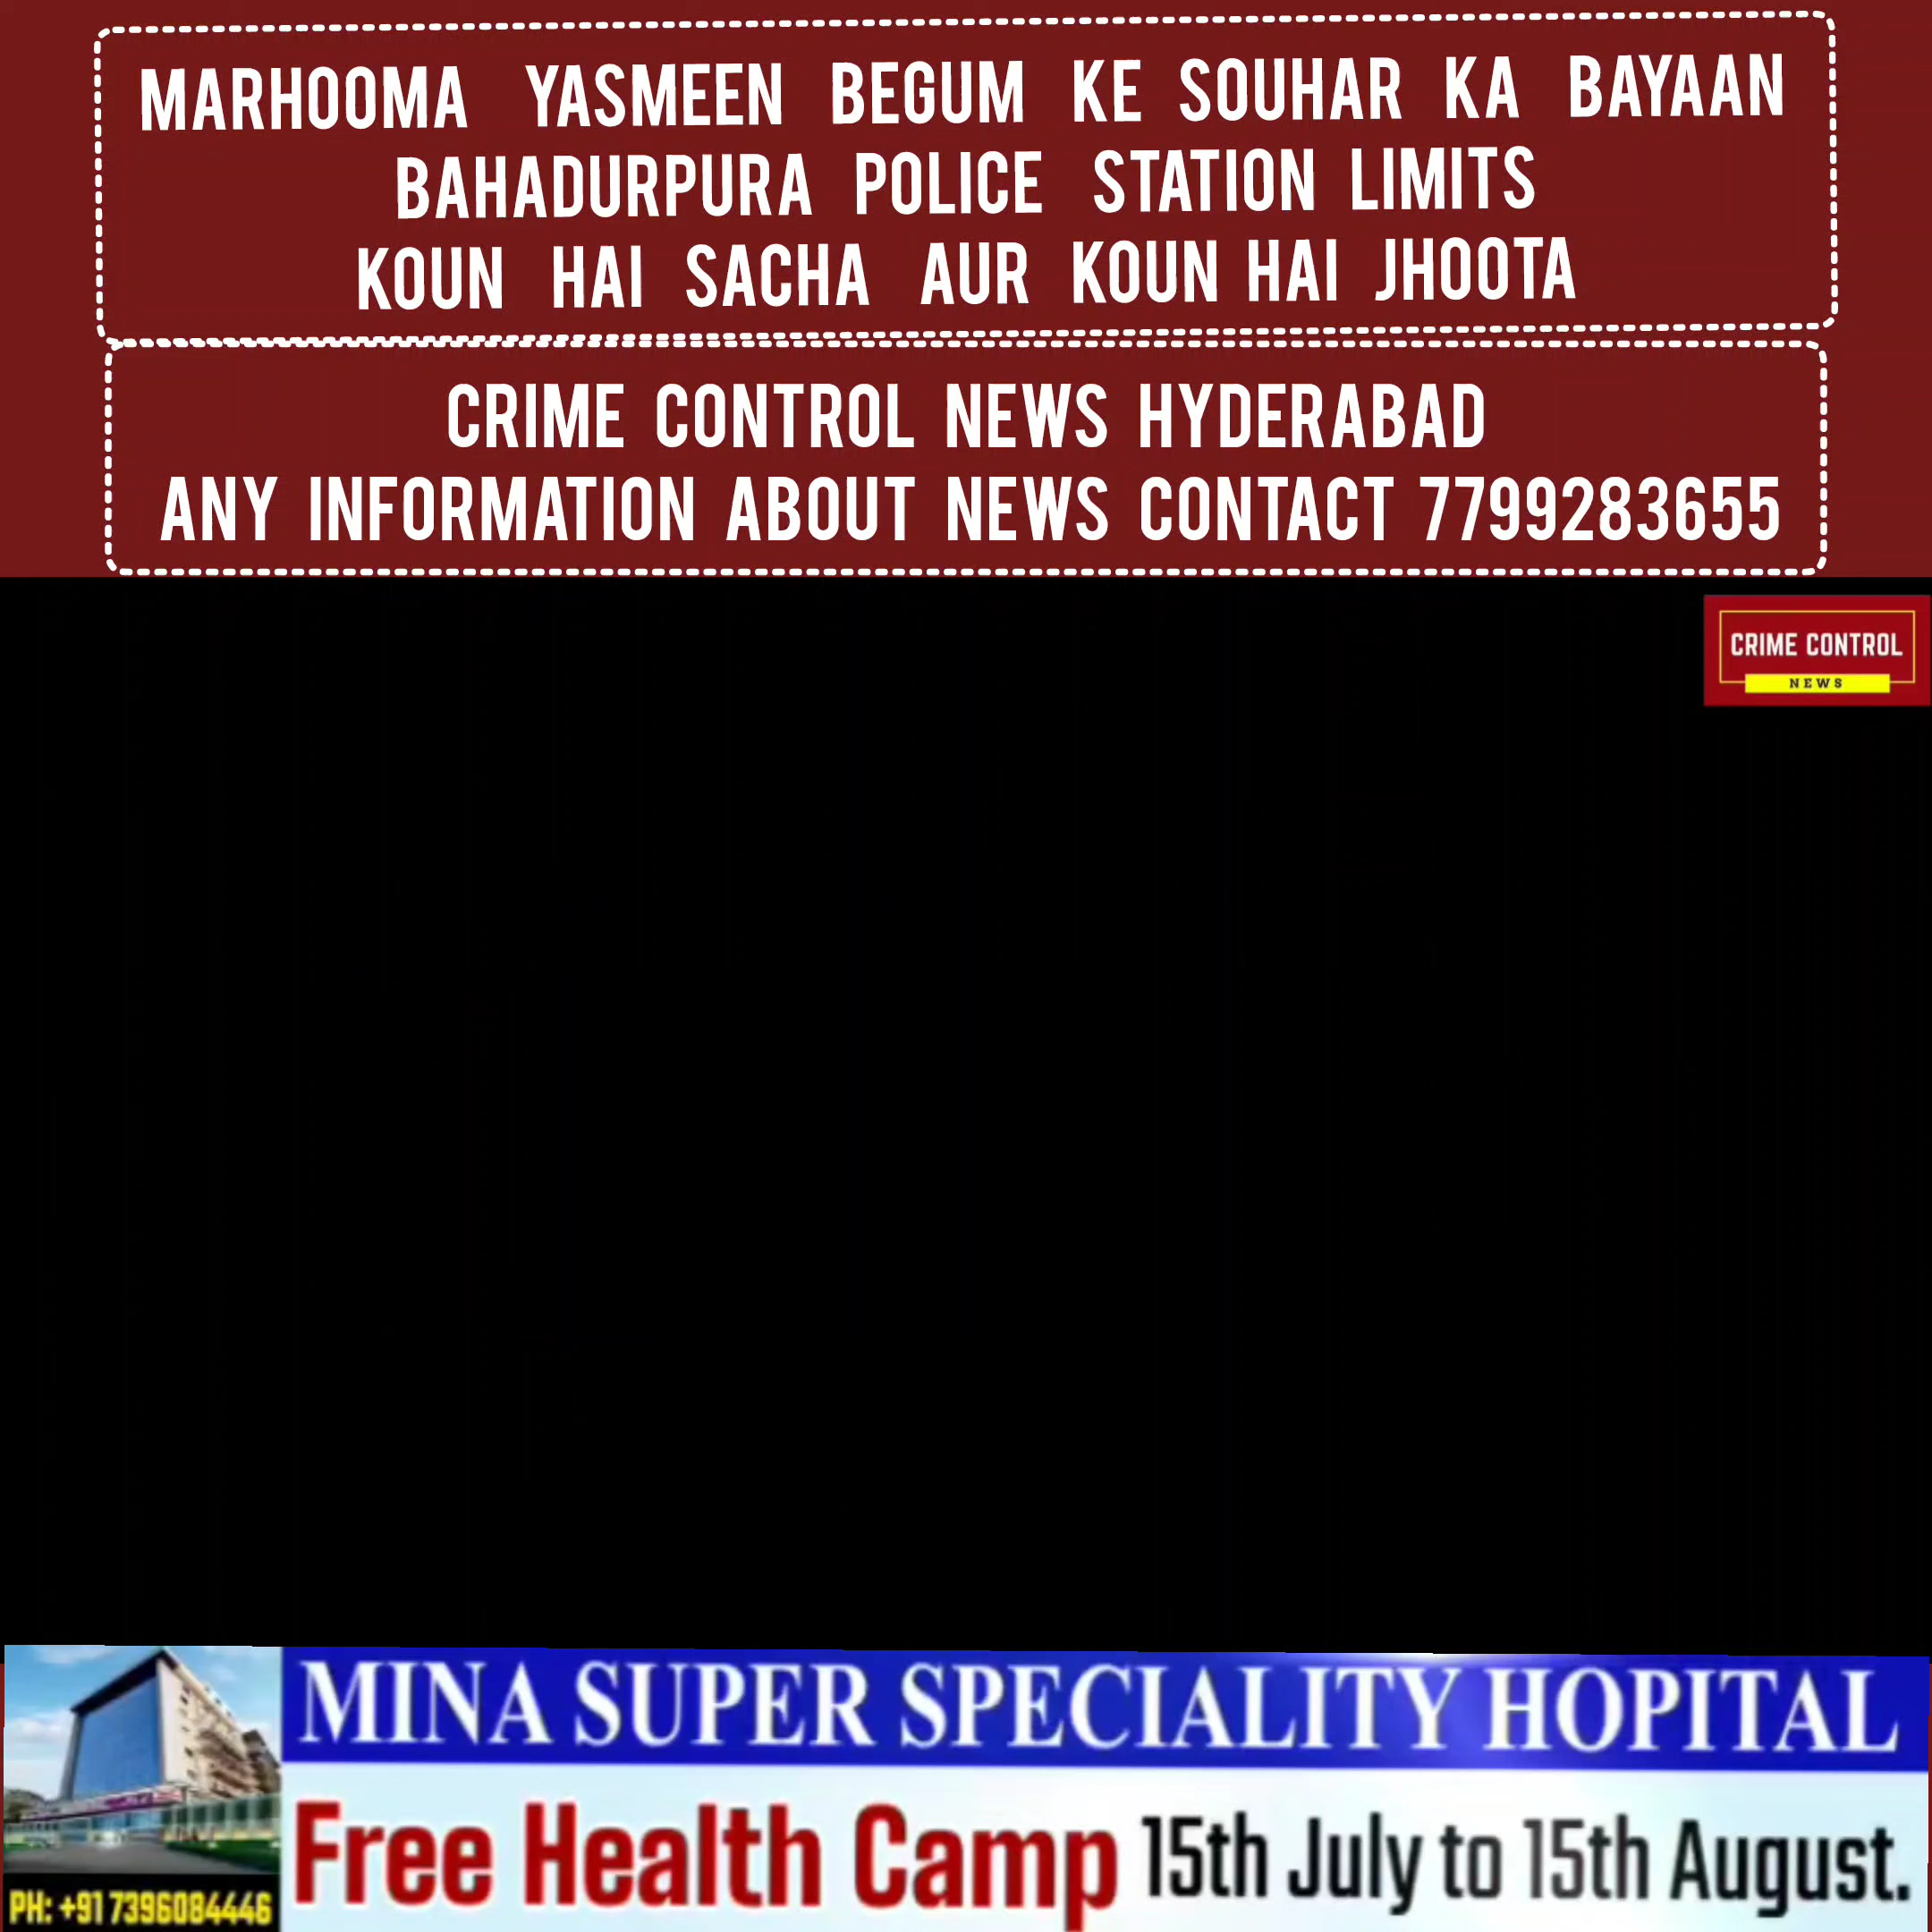 MARHOOMA YASMEEN BEGUM KE SOUHAR KA BAYAAN
BAHADURPURA POLICE STATION LIMITS
KOUN HAI SACHA AUR KOUN HAI JHOOTA
CRIME CONTROL NEWS HYDERABAD
ANY INFORMATION ABOUT NEWS CONTACT 7799283655
CRIME CONTROL
NEWS
MINA SUPER SPECIALITY HOPITAL
Free Health Camp 15th July to 15th August.
PH: +91 7396084446